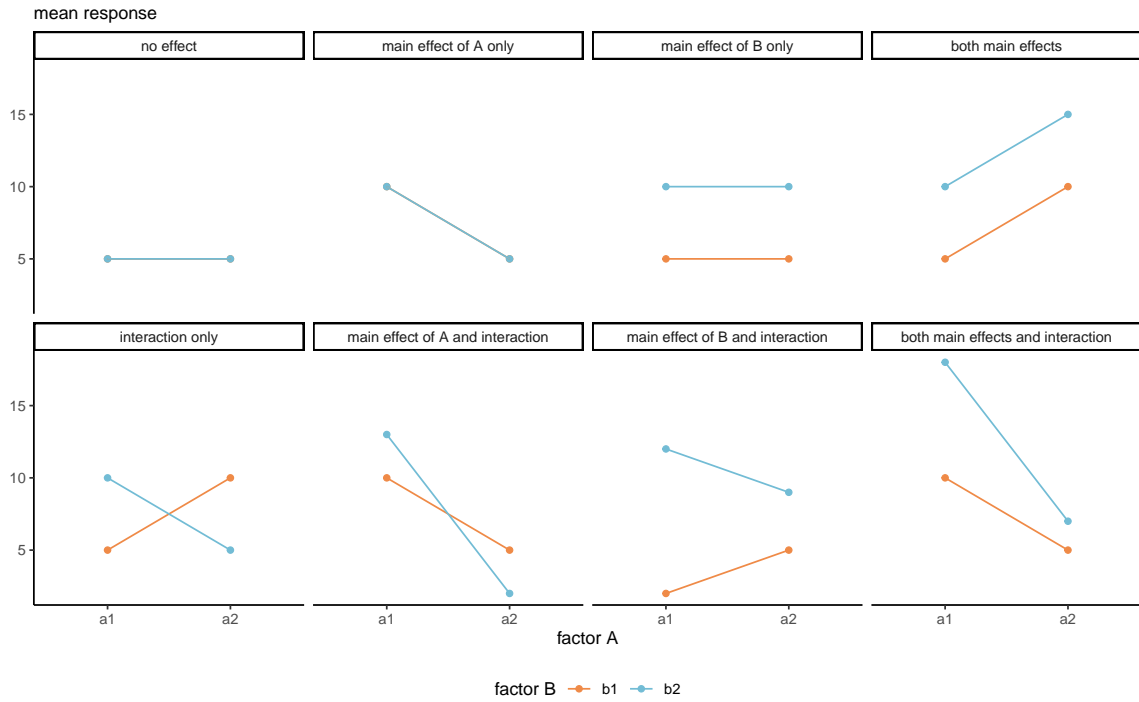 mean response
no effect
main effect of A only
main effect of B only
both main effects
15
10
5
interaction only
main effect of A and interaction
main effect of B and interaction
both main effects and interaction
15
10
5
a1 a2 a1 a2 a1 a2 a1 a2
factor A
factor B b1 b2